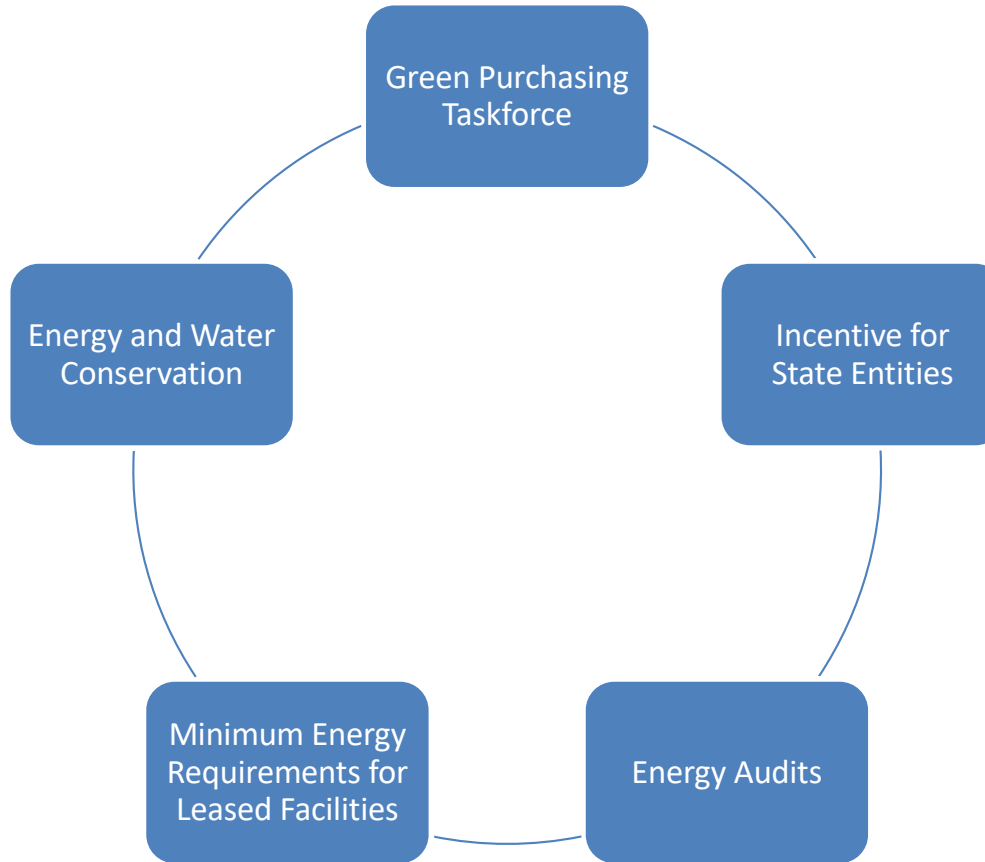 Green Purchasing
Taskforce
Energy and Water
Conservation
Incentive for
State Entities
Minimum Energy
Requirements for
Leased Facilities
Energy Audits